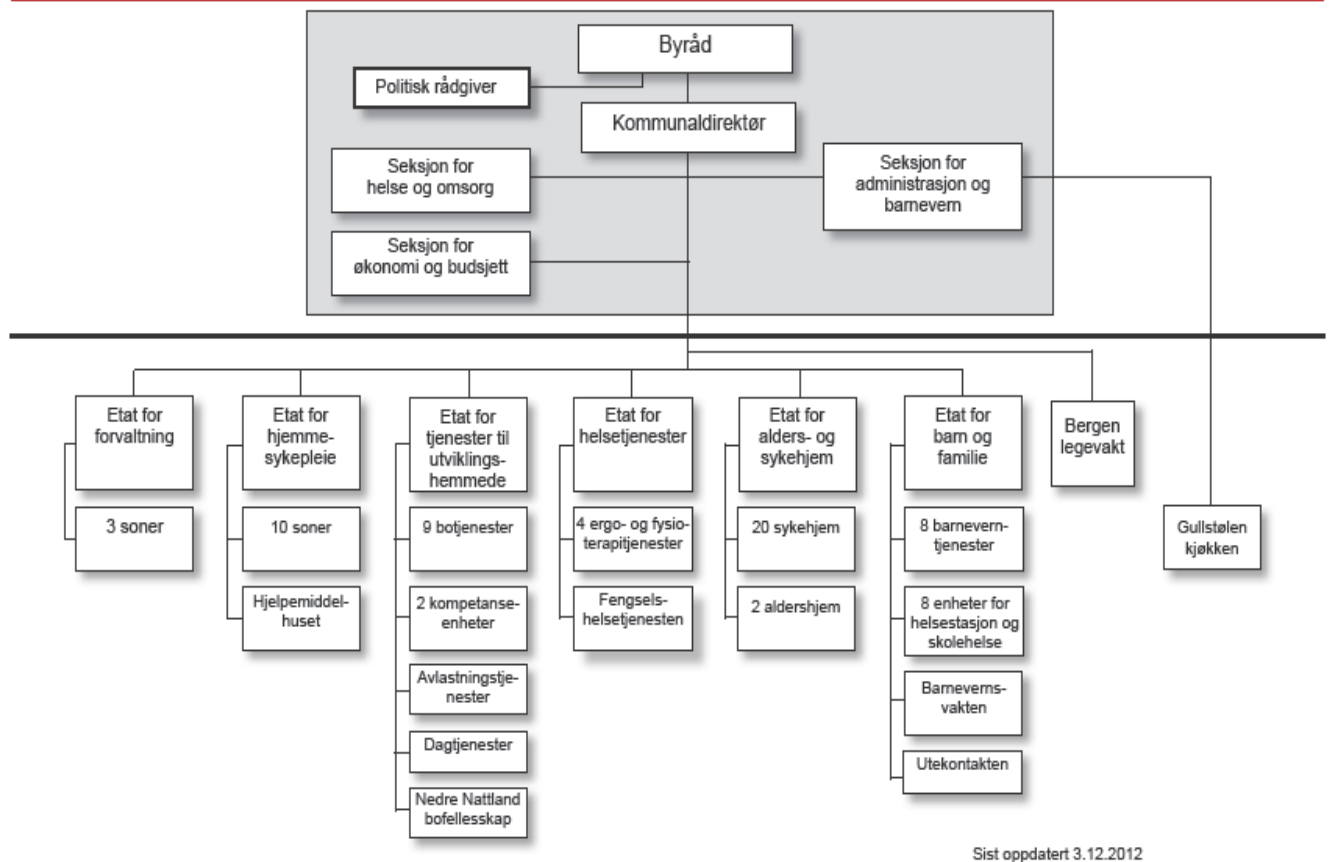 Byråd
Politisk rådgiver
Kommunaldirektør
Seksjon for
helse og omsorg
Seksjon for
administrasjon og
barnevern
Seksjon for
økonomi og budsjett
Etat for
forvaltning
3 soner
Etat for
hjemme-
sykepleie
10 soner
Hjelpemiddel-
huset
Etat for
tjenester til
utviklings-
hemmede
9 botjenester
2 kompetanse-
enheter
Avlastningstje-
nester
Dagtjenester
Nedre Nattland
bofellesskap
Etat for
helsetjenester
4 ergo- og fysio-
terapitjenester
Fengsels-
helsetjenesten
Etat for
alders- og
sykehjem
20 sykehjem
2 aldershjem
Etat for
barn og
familie
8 barnevern-
tjenester
8 enheter for
helsestasjon og
skolehelse
Barneverns-
vakten
Utekontakten
Bergen
legevakt
Gullstølen
kjøkken
Sist oppdatert 3.12.2012